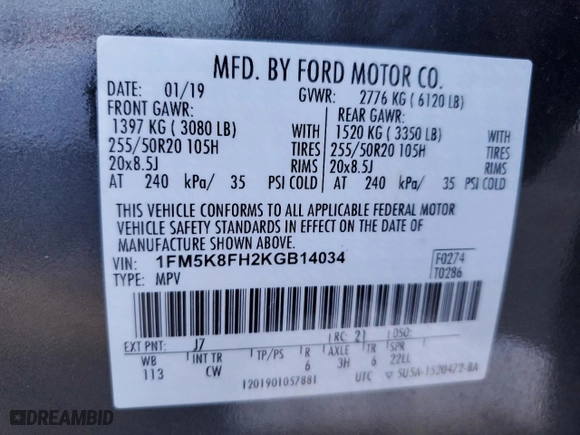 MFD. BY FORD MOTOR CO.
DATE: 01/19 GVWR: 2776 KG ( 6120 LB)
FRONT GAWR: REAR GAWR:
1397 KG ( 3080 LB) 1520 KG ( 3350 LB)
255/50R20 105H TIRES 255/50R20 105H TIRES
20x8.5J RIMS 20x8.5J RIMS
AT 240 kPa/ 35 PSI COLD AT 240 kPa/ 35 PSI COLD
THIS VEHICLE CONFORMS TO ALL APPLICABLE FEDERAL MOTOR
VEHICLE SAFETY STANDARDS IN EFFECT ON THE DATE OF
MANUFACTURE SHOWN ABOVE.
VIN: 1FM5K8FH2KGB14034 F0274
TYPE: MPV T0286
EXT PNT: J7 RC: 21 DSO:
WB INT TR TP/PS R AXLE TR SPR
113 CW 6 3H 6 22LL
1201901057881 UTC
DREAMBID